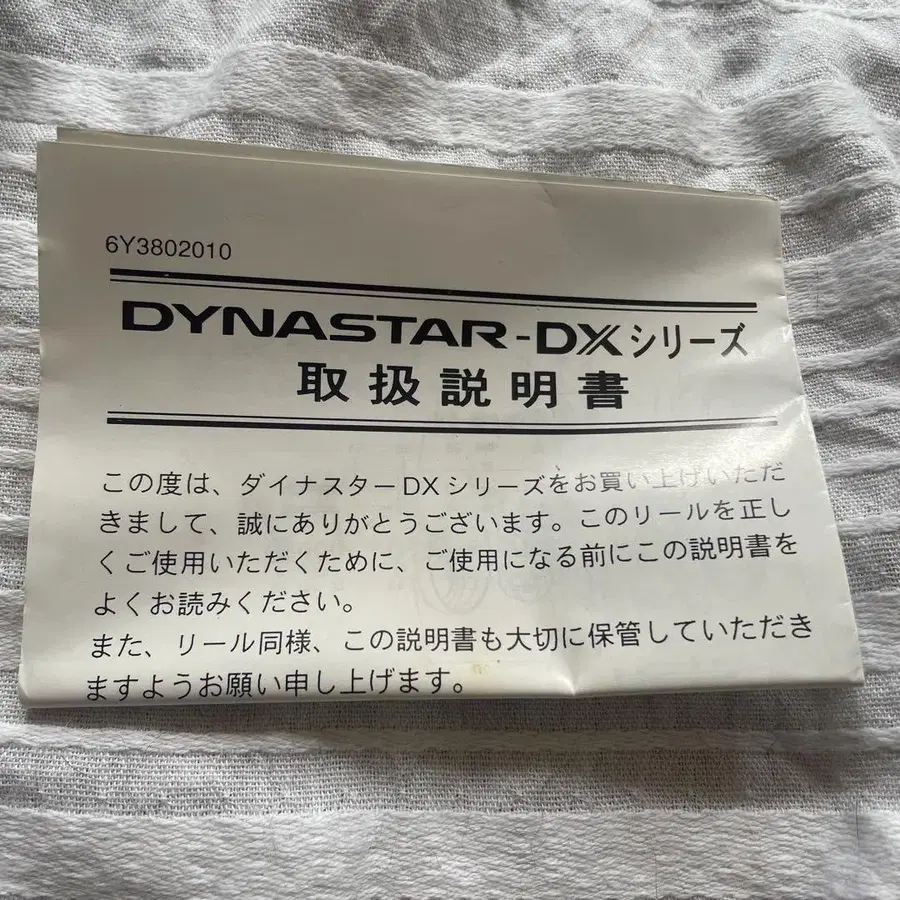 6Y3802010
DYNASTAR-DXシリーズ
取扱説明書
この度は、ダイナスターDXシリーズをお買い上げいただ
きまして、誠にありがとうございます。このリールを正し
くご使用いただくために、ご使用になる前にこの説明書を
よくお読みください。
また、リール同様、この説明書も大切に保管していただき
ますようお願い申し上げます。